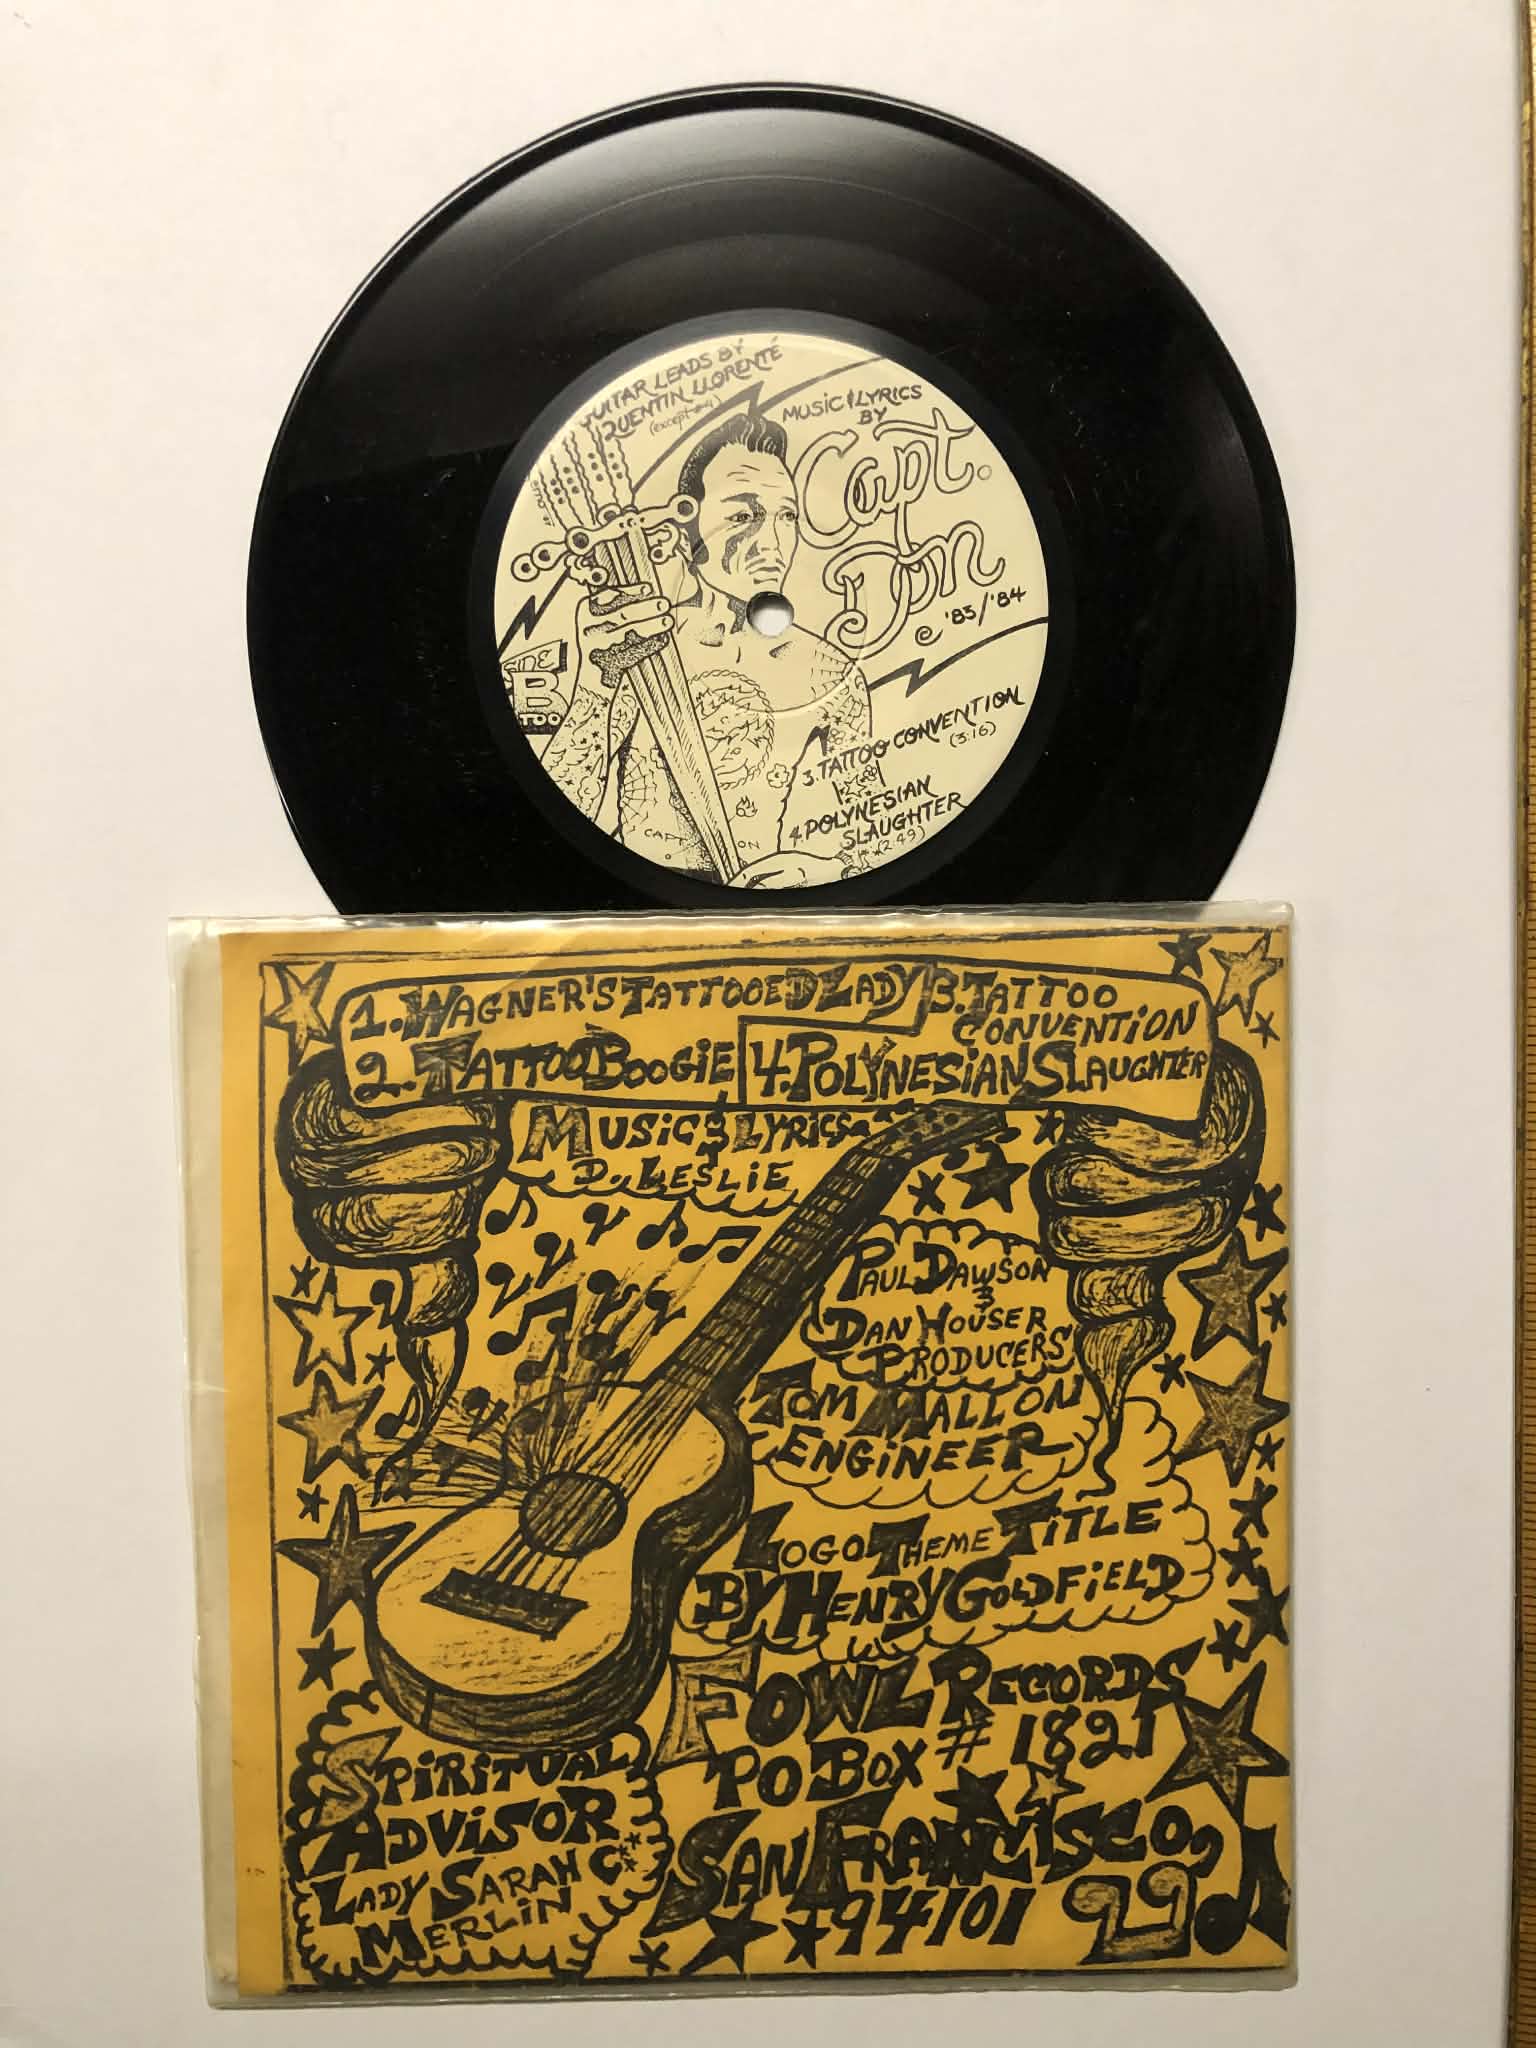 GUITAR LEADS BY
QUENTIN LLORENTÉ
(except #4)
MUSIC & LYRICS
BY
Capt.
Don
© '83/'84
SIDE
B
TOO
3. TATTOO CONVENTION
(3:16)
4. POLYNESIAN
SLAUGHTER
(2:49)
CAPT
ON
1. WAGNER'S TATTOOED LADY
2. TATTOO BOOGIE
3. TATTOO
CONVENTION
4. POLYNESIAN SLAUGHTER
MUSIC & LYRICS
D. LESLIE
PAUL DAWSON
&
DAN HOUSER
PRODUCERS
TOM MALLON
ENGINEER
LOGO THEME TITLE
BY HENRY GOLDFIELD
FOWL RECORDS
PO BOX # 1821
SAN FRANCISCO,
94101
SPIRITUAL
ADVISOR
LADY SARAH C
MERLIN